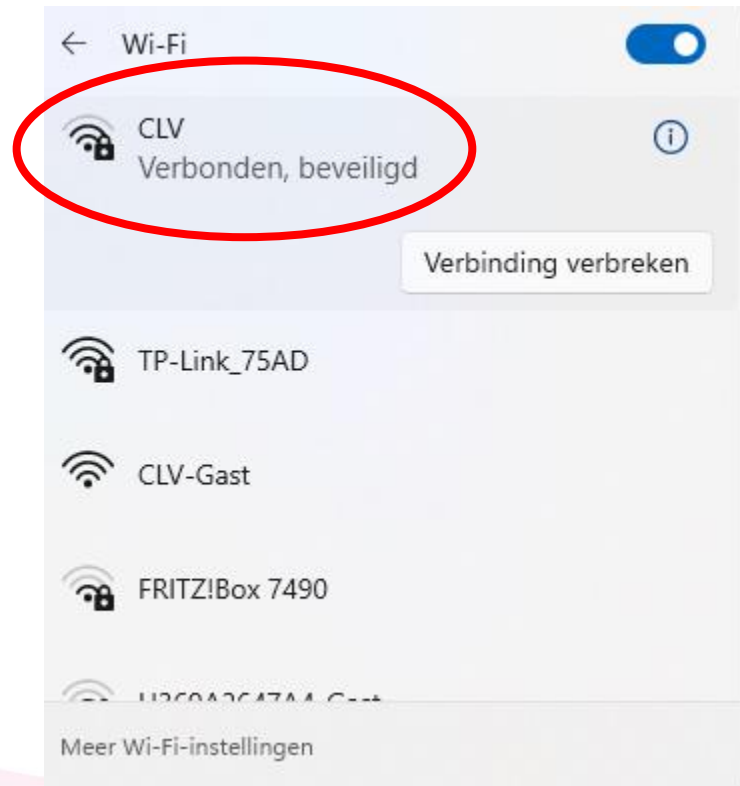 Wi-Fi
CLV
Verbonden, beveiligd
Verbinding verbreken
TP-Link_75AD
CLV-Gast
FRITZ!Box 7490
Meer Wi-Fi-instellingen